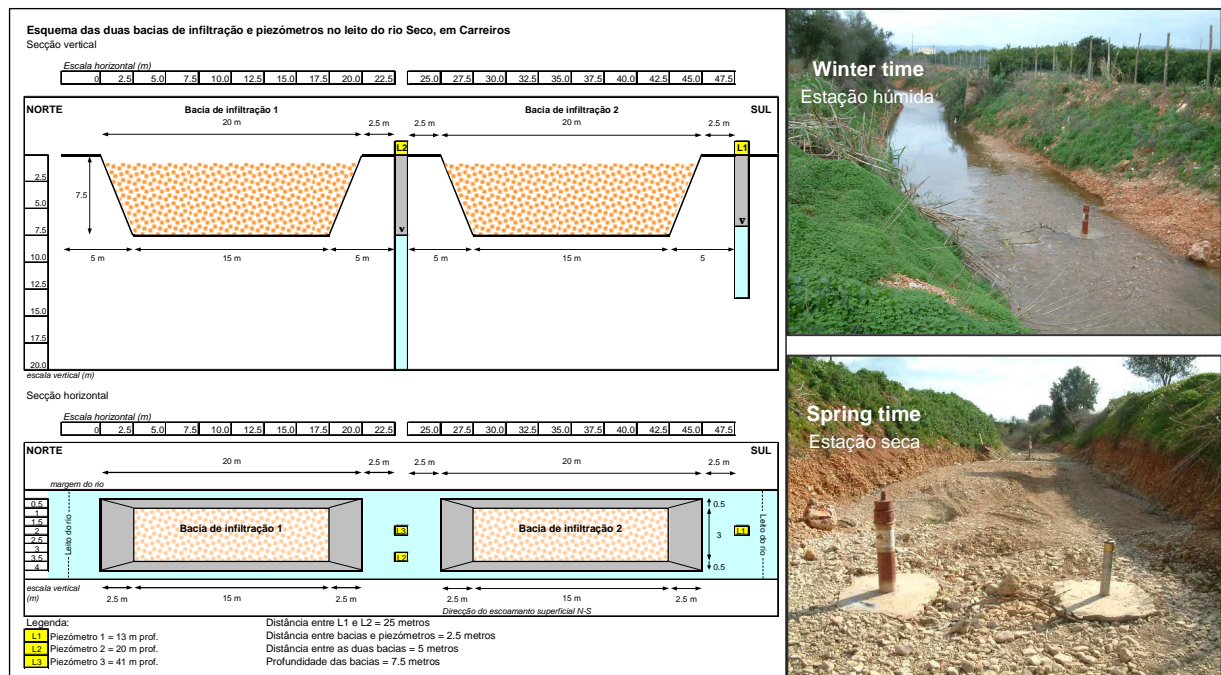 Esquema das duas bacias de infiltração e piezómetros no leito do rio Seco, em Carreiros
Secção vertical
Escala horizontal (m)
0 2.5 5.0 7.5 10.0 12.5 15.0 17.5 20.0 22.5 25.0 27.5 30.0 32.5 35.0 37.5 40.0 42.5 45.0 47.5
NORTE Bacia de infiltração 1 Bacia de infiltração 2 SUL
20 m 2.5 m 2.5 m 20 m 2.5 m
L2 L1
2.5
5.0
7.5
10.0
12.5
15.0
17.5
20.0
7.5
5 m 15 m 5 m 5 m 15 m 5
escala vertical (m)
Secção horizontal
Escala horizontal (m)
0 2.5 5.0 7.5 10.0 12.5 15.0 17.5 20.0 22.5 25.0 27.5 30.0 32.5 35.0 37.5 40.0 42.5 45.0 47.5
NORTE SUL
20 m 2.5 m 2.5 m 20 m 2.5 m
margem do rio
0.5
1
1.5
2
2.5
3
3.5
4
Leito do rio
Bacia de infiltração 1
L3
L2
Bacia de infiltração 2
0.5
3
0.5
L1
Leito do rio
escala vertical
(m)
2.5 m 15 m 2.5 m 2.5 m 15 m 2.5 m
Direcção do escoamanto superficial N-S
Legenda:
L1 Piezómetro 1 = 13 m prof.
L2 Piezómetro 2 = 20 m prof.
L3 Piezómetro 3 = 41 m prof.
Distância entre L1 e L2 = 25 metros
Distância entre bacias e piezómetros = 2.5 metros
Distância entre as duas bacias = 5 metros
Profundidade das bacias = 7.5 metros
Winter time
Estação húmida
Spring time
Estação seca